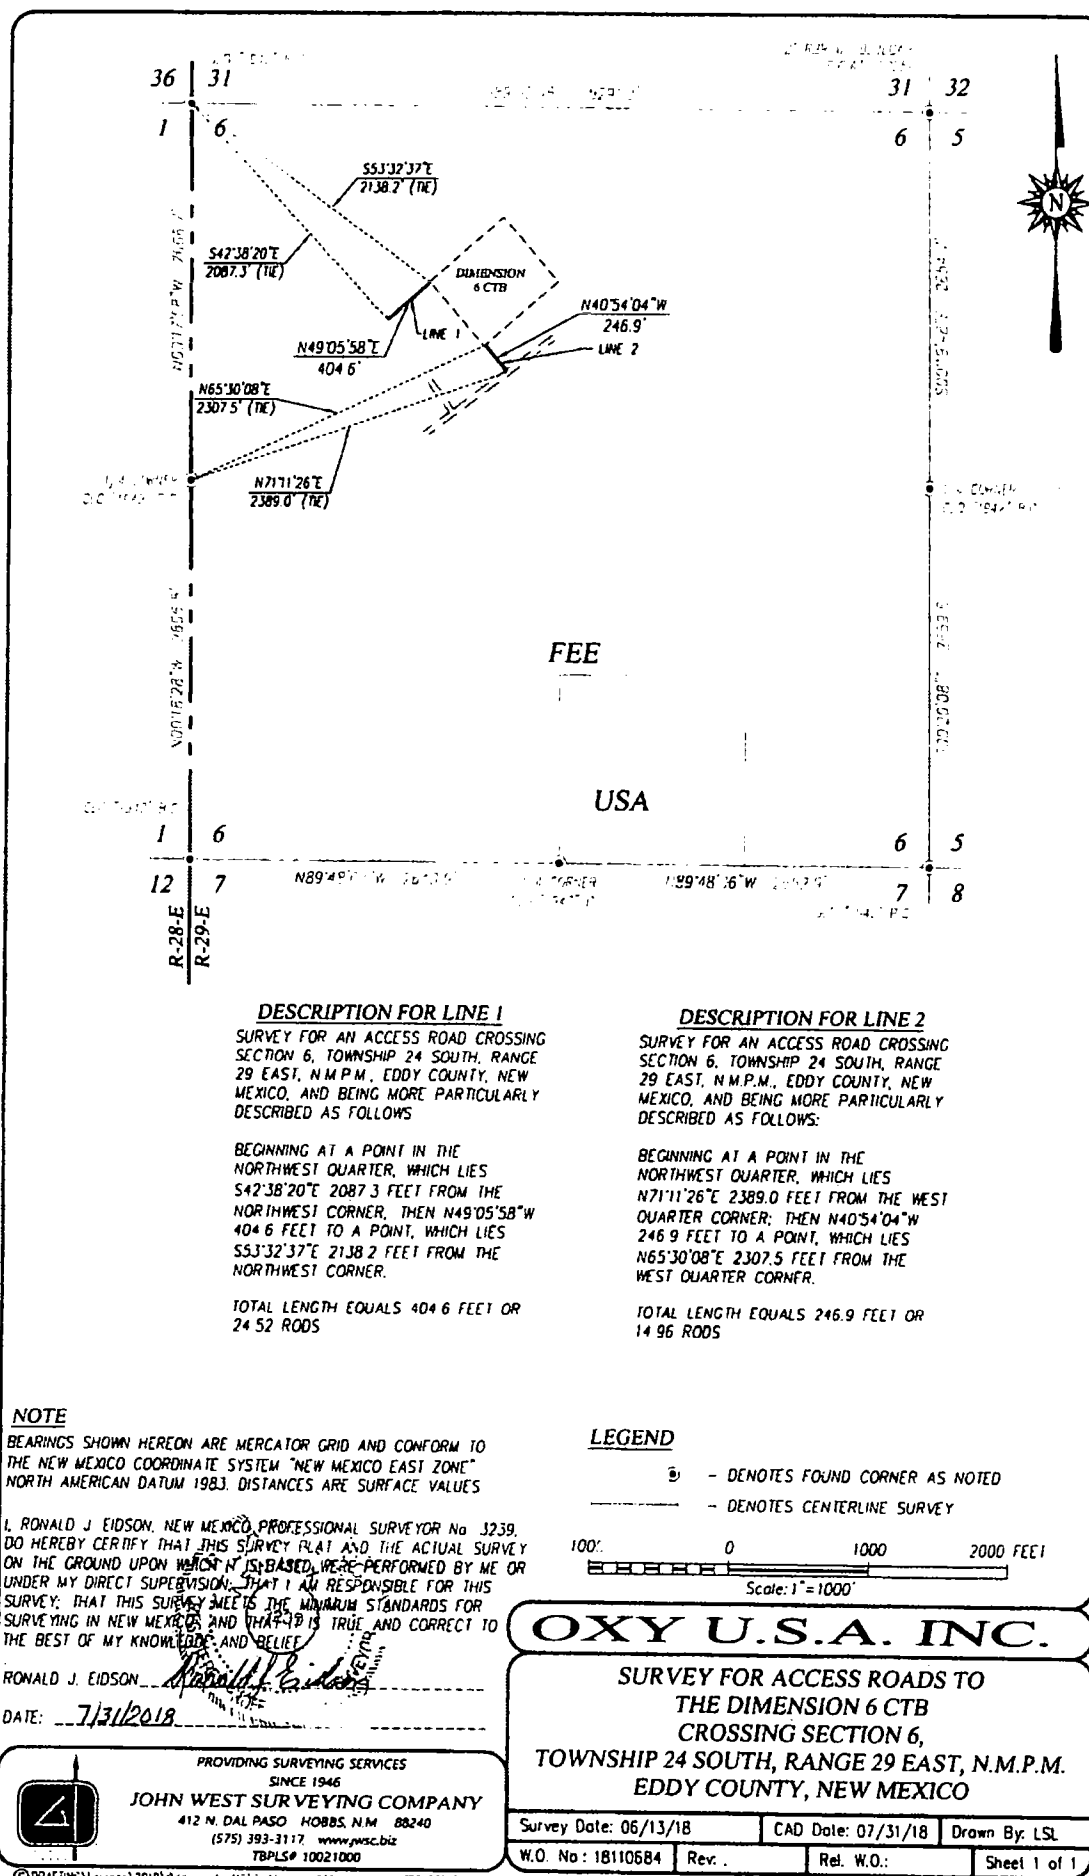 36 31
31 32
1 6
6 5
S53°32'37"E
2138.2' (TIE)
S42°38'20"E
2087.3' (TIE)
N
DIMENSION
6 CTB
N40°54'04"W
246.9'
LINE 1
LINE 2
N49°05'58"E
404.6'
N65°30'08"E
2307.5' (TIE)
N71°11'26"E
2389.0' (TIE)
FEE
USA
1 6
6 5
12 7
N89°48' "W
CORNER
N89°48'36"W
7 8
R-28-E
R-29-E
DESCRIPTION FOR LINE 1
SURVEY FOR AN ACCESS ROAD CROSSING
SECTION 6, TOWNSHIP 24 SOUTH, RANGE
29 EAST, N M P M , EDDY COUNTY, NEW
MEXICO, AND BEING MORE PARTICULARLY
DESCRIBED AS FOLLOWS
BEGINNING AT A POINT IN THE
NORTHWEST QUARTER, WHICH LIES
S42°38'20"E 2087 3 FEET FROM THE
NORTHWEST CORNER, THEN N49°05'58"W
404 6 FEET TO A POINT, WHICH LIES
S53°32'37"E 2138 2 FEET FROM THE
NORTHWEST CORNER.
TOTAL LENGTH EQUALS 404 6 FEET OR
24 52 RODS
DESCRIPTION FOR LINE 2
SURVEY FOR AN ACCESS ROAD CROSSING
SECTION 6, TOWNSHIP 24 SOUTH, RANGE
29 EAST, N M.P.M., EDDY COUNTY, NEW
MEXICO, AND BEING MORE PARTICULARLY
DESCRIBED AS FOLLOWS:
BEGINNING AT A POINT IN THE
NORTHWEST QUARTER, WHICH LIES
N71°11'26"E 2389.0 FEET FROM THE WEST
QUARTER CORNER; THEN N40°54'04"W
246 9 FEET TO A POINT, WHICH LIES
N65°30'08"E 2307.5 FEET FROM THE
WEST QUARTER CORNER.
TOTAL LENGTH EQUALS 246.9 FEET OR
14 96 RODS
NOTE
BEARINGS SHOWN HEREON ARE MERCATOR GRID AND CONFORM TO
THE NEW MEXICO COORDINATE SYSTEM "NEW MEXICO EAST ZONE"
NORTH AMERICAN DATUM 1983. DISTANCES ARE SURFACE VALUES
I, RONALD J EIDSON, NEW MEXICO PROFESSIONAL SURVEYOR No 3239,
DO HEREBY CERTIFY THAT THIS SURVEY PLAT AND THE ACTUAL SURVEY
ON THE GROUND UPON WHICH IT IS BASED WERE PERFORMED BY ME OR
UNDER MY DIRECT SUPERVISION; THAT I AM RESPONSIBLE FOR THIS
SURVEY; THAT THIS SURVEY MEETS THE MINIMUM STANDARDS FOR
SURVEYING IN NEW MEXICO, AND THAT IT IS TRUE AND CORRECT TO
THE BEST OF MY KNOWLEDGE AND BELIEF
RONALD J. EIDSON Ronald J Eidson
DATE: 7/31/2018
LEGEND
- DENOTES FOUND CORNER AS NOTED
- DENOTES CENTERLINE SURVEY
0 1000 2000 FEET
Scale: 1"=1000'
PROVIDING SURVEYING SERVICES
SINCE 1946
JOHN WEST SURVEYING COMPANY
412 N. DAL PASO HOBBS, N.M 88240
(575) 393-3117 www.jwsc.biz
TBPLS# 10021000
OXY U.S.A. INC.
SURVEY FOR ACCESS ROADS TO
THE DIMENSION 6 CTB
CROSSING SECTION 6,
TOWNSHIP 24 SOUTH, RANGE 29 EAST, N.M.P.M.
EDDY COUNTY, NEW MEXICO
Survey Date: 06/13/18 CAD Date: 07/31/18 Drawn By: LSL
W.O. No : 18110684 Rev: . Rel. W.O.: Sheet 1 of 1